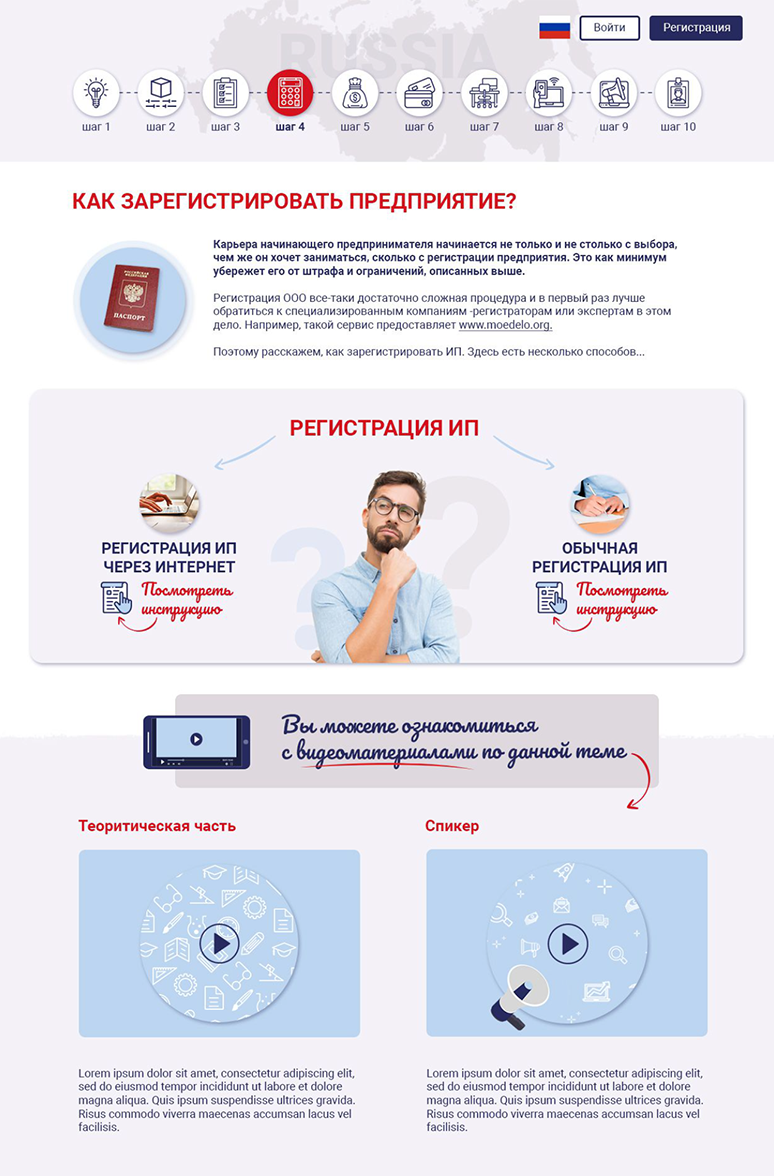 Войти
Регистрация
RUSSIA
шаг 1
шаг 2
шаг 3
шаг 4
шаг 5
шаг 6
шаг 7
шаг 8
шаг 9
шаг 10
КАК ЗАРЕГИСТРИРОВАТЬ ПРЕДПРИЯТИЕ?
РОССИЙСКАЯ
ФЕДЕРАЦИЯ
ПАСПОРТ
Карьера начинающего предпринимателя начинается не только и не столько с выбора,
чем же он хочет заниматься, сколько с регистрации предприятия. Это как минимум
убережет его от штрафа и ограничений, описанных выше.
Регистрация ООО все-таки достаточно сложная процедура и в первый раз лучше
обратиться к специализированным компаниям -регистраторам или экспертам в этом
дело. Например, такой сервис предоставляет www.moedelo.org.
Поэтому расскажем, как зарегистрировать ИП. Здесь есть несколько способов...
РЕГИСТРАЦИЯ ИП
РЕГИСТРАЦИЯ ИП
ЧЕРЕЗ ИНТЕРНЕТ
Посмотреть
инструкцию
? ?
ОБЫЧНАЯ
РЕГИСТРАЦИЯ ИП
Посмотреть
инструкцию
Вы можете ознакомиться
с видеоматериалами по данной теме
Теоритическая часть
Спикер
Lorem ipsum dolor sit amet, consectetur adipiscing elit,
sed do eiusmod tempor incididunt ut labore et dolore
magna aliqua. Quis ipsum suspendisse ultrices gravida.
Risus commodo viverra maecenas accumsan lacus vel
facilisis.
Lorem ipsum dolor sit amet, consectetur adipiscing elit,
sed do eiusmod tempor incididunt ut labore et dolore
magna aliqua. Quis ipsum suspendisse ultrices gravida.
Risus commodo viverra maecenas accumsan lacus vel
facilisis.